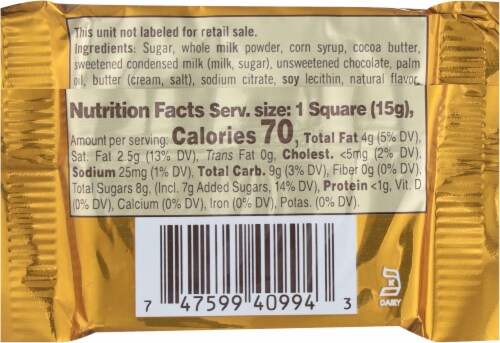 This unit not labeled for retail sale.
Ingredients: Sugar, whole milk powder, corn syrup, cocoa butter,
sweetened condensed milk (milk, sugar), unsweetened chocolate, palm
oil, butter (cream, salt), sodium citrate, soy lecithin, natural flavor.
Nutrition Facts Serv. size: 1 Square (15g),
Amount per serving: Calories 70, Total Fat 4g (5% DV),
Sat. Fat 2.5g (13% DV), Trans Fat 0g, Cholest. <5mg (2% DV),
Sodium 25mg (1% DV), Total Carb. 9g (3% DV), Fiber 0g (0% DV),
Total Sugars 8g, (Incl. 7g Added Sugars, 14% DV), Protein <1g, Vit. D
(0% DV), Calcium (0% DV), Iron (0% DV), Potas. (0% DV).
7 47599 40994 3
K
DAIRY